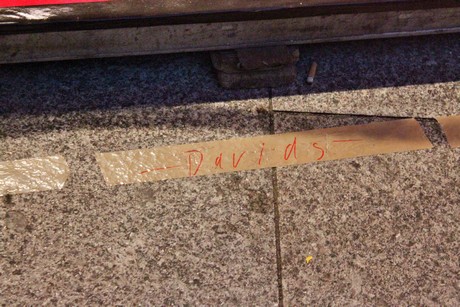 — Davids —